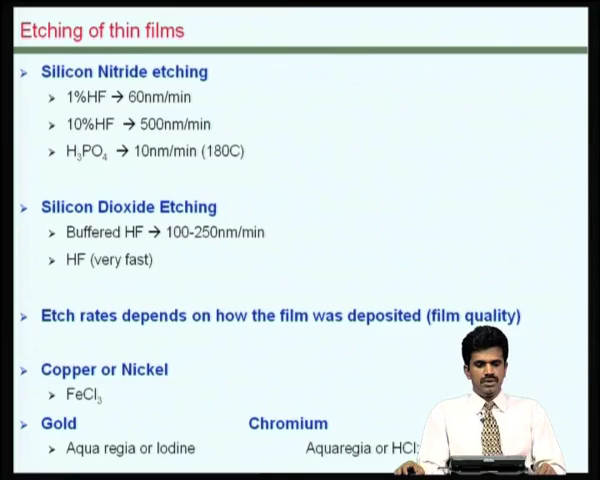 Etching of thin films
Silicon Nitride etching
1%HF → 60nm/min
10%HF → 500nm/min
H₃PO₄ → 10nm/min (180C)
Silicon Dioxide Etching
Buffered HF → 100-250nm/min
HF (very fast)
Etch rates depends on how the film was deposited (film quality)
Copper or Nickel
FeCl₃
Gold Chromium
Aqua regia or Iodine Aquaregia or HCl: